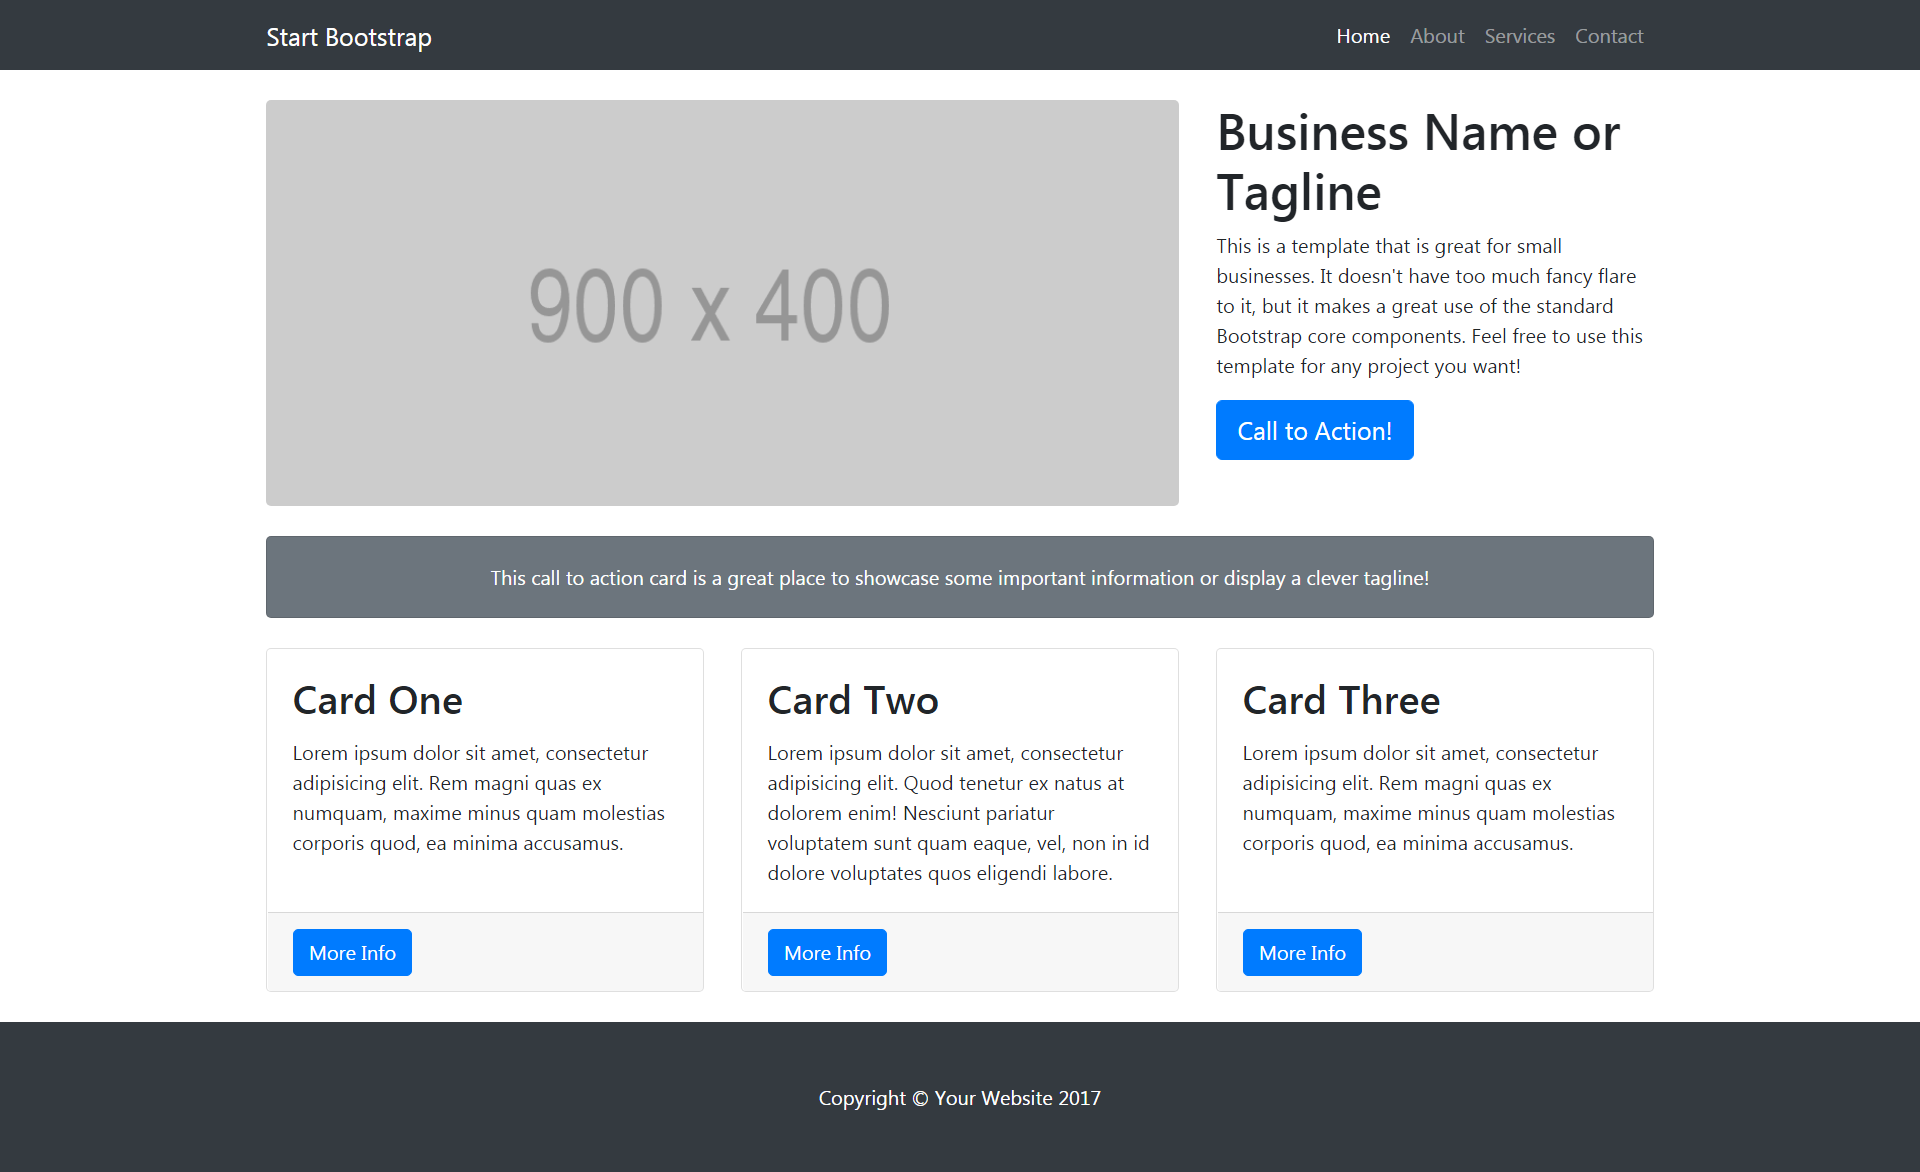 Start Bootstrap
Home About Services Contact
900 x 400
Business Name or
Tagline
This is a template that is great for small
businesses. It doesn't have too much fancy flare
to it, but it makes a great use of the standard
Bootstrap core components. Feel free to use this
template for any project you want!
Call to Action!
This call to action card is a great place to showcase some important information or display a clever tagline!
Card One
Lorem ipsum dolor sit amet, consectetur
adipisicing elit. Rem magni quas ex
numquam, maxime minus quam molestias
corporis quod, ea minima accusamus.
More Info
Card Two
Lorem ipsum dolor sit amet, consectetur
adipisicing elit. Quod tenetur ex natus at
dolorem enim! Nesciunt pariatur
voluptatem sunt quam eaque, vel, non in id
dolore voluptates quos eligendi labore.
More Info
Card Three
Lorem ipsum dolor sit amet, consectetur
adipisicing elit. Rem magni quas ex
numquam, maxime minus quam molestias
corporis quod, ea minima accusamus.
More Info
Copyright © Your Website 2017